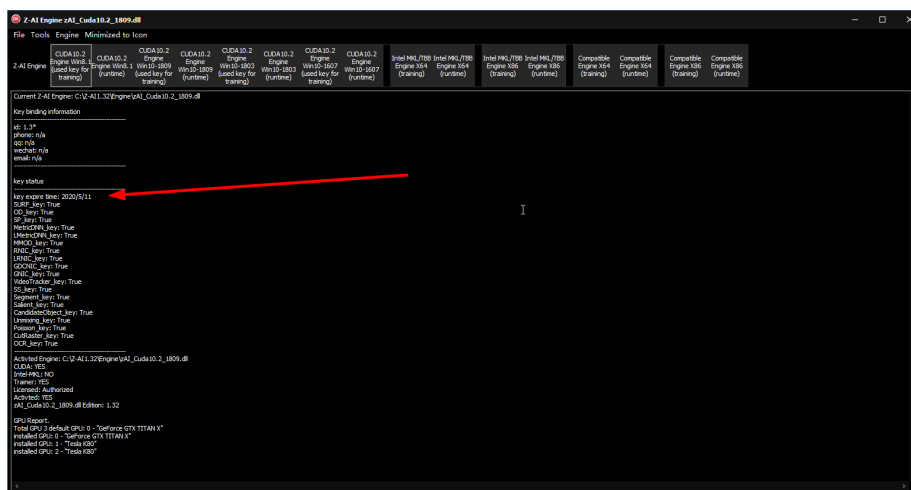 Z-AI Engine zAI_Cuda10.2_1809.dll
File Tools Engine Minimized to Icon
Z-AI Engine
CUDA10.2 Engine Win8.1 (used key for training)
CUDA10.2 Engine Win8.1 (runtime)
CUDA10.2 Engine Win10-1809 (used key for training)
CUDA10.2 Engine Win10-1809 (runtime)
CUDA10.2 Engine Win10-1803 (used key for training)
CUDA10.2 Engine Win10-1803 (runtime)
CUDA10.2 Engine Win10-1607 (used key for training)
CUDA10.2 Engine Win10-1607 (runtime)
Intel MKL/TBB Engine X64 (training)
Intel MKL/TBB Engine X64 (runtime)
Intel MKL/TBB Engine X86 (training)
Intel MKL/TBB Engine X86 (runtime)
Compatible Engine X64 (training)
Compatible Engine X64 (runtime)
Compatible Engine X86 (training)
Compatible Engine X86 (runtime)
Current Z-AI Engine: C:\Z-AI1.32\Engine\zAI_Cuda10.2_1809.dll
Key binding information
--------------------------------------------
id: 1.3*
phone: n/a
qq: n/a
wechat: n/a
email: n/a
--------------------------------------------
key status
--------------------------------------------
key expire time: 2020/5/11
SURF_key: True
OD_key: True
SP_key: True
MetricDNN_key: True
LMetricDNN_key: True
MMOD_key: True
RNIC_key: True
LRNIC_key: True
GDCNIC_key: True
GNIC_key: True
VideoTracker_key: True
SS_key: True
Segment_key: True
Salient_key: True
CandidateObject_key: True
Unmixing_key: True
Poisson_key: True
CutRaster_key: True
OCR_key: True
--------------------------------------------
Activted Engine: C:\Z-AI1.32\Engine\zAI_Cuda10.2_1809.dll
CUDA: YES
Intel-MKL: NO
Trainer: YES
Licensed: Authorized
Activted: YES
zAI_Cuda10.2_1809.dll Edition: 1.32
GPU Report.
Total GPU 3 default GPU: 0 - "GeForce GTX TITAN X"
installed GPU: 0 - "GeForce GTX TITAN X"
installed GPU: 1 - "Tesla K80"
installed GPU: 2 - "Tesla K80"